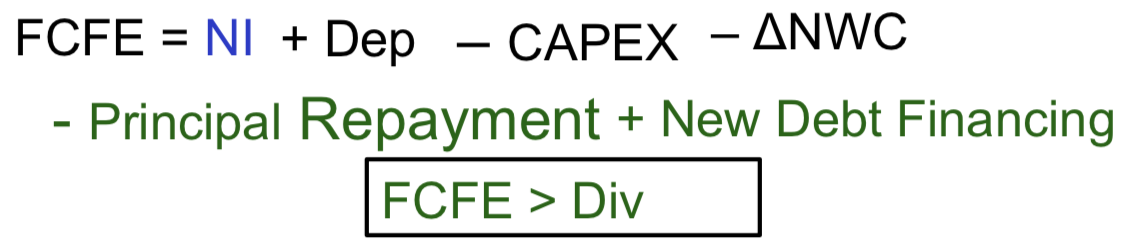 FCFE = NI + Dep – CAPEX – ΔNWC
- Principal Repayment + New Debt Financing
FCFE > Div